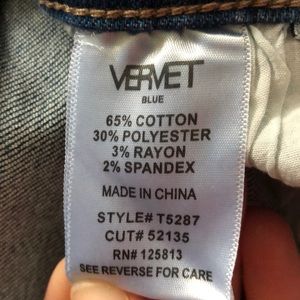 VERVET
BLUE
65% COTTON
30% POLYESTER
3% RAYON
2% SPANDEX
MADE IN CHINA
STYLE# T5287
CUT# 52135
RN# 125813
SEE REVERSE FOR CARE